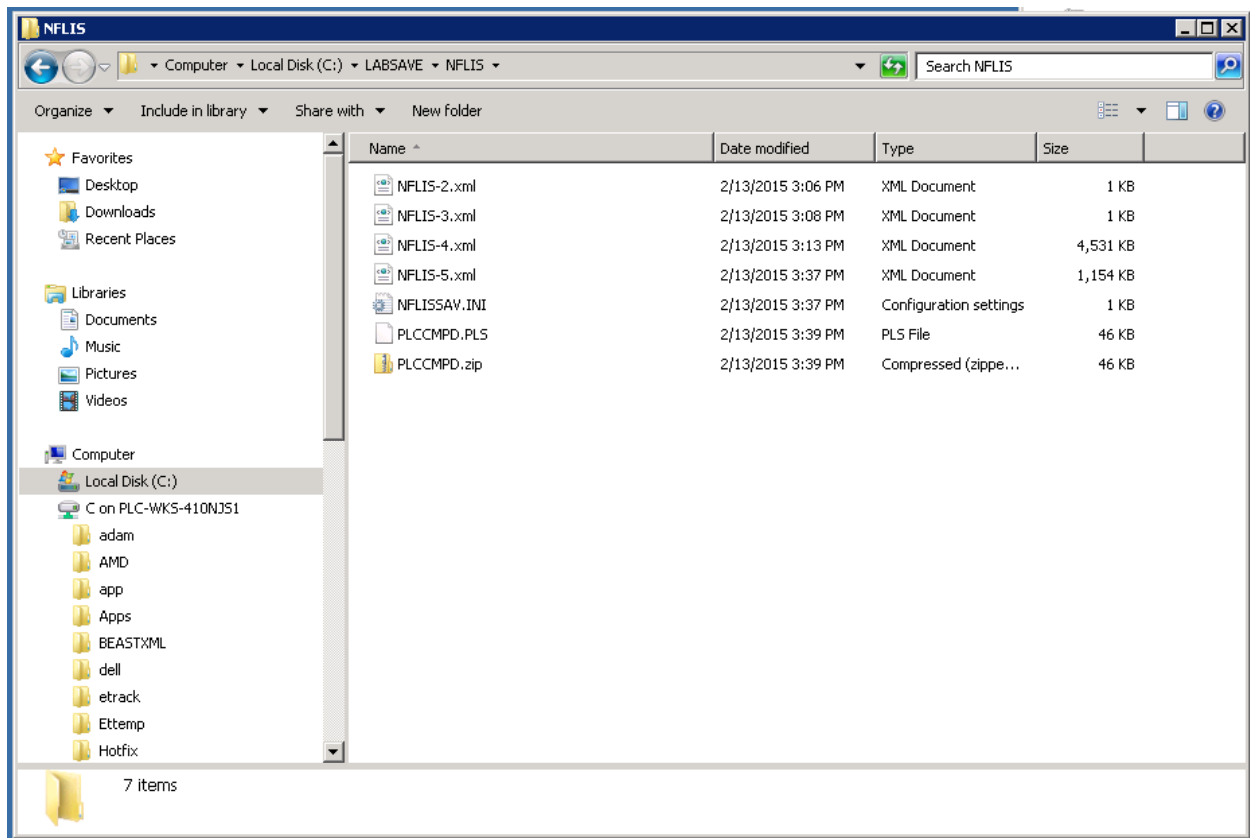 NFLIS
Computer Local Disk (C:) LABSAVE NFLIS
Search NFLIS
Organize Include in library Share with New folder
Favorites
Desktop
Downloads
Recent Places
Libraries
Documents
Music
Pictures
Videos
Computer
Local Disk (C:)
C on PLC-WKS-410NJS1
adam
AMD
app
Apps
BEASTXML
dell
etrack
Ettemp
Hotfix
Name Date modified Type Size
NFLIS-2.xml 2/13/2015 3:06 PM XML Document 1 KB
NFLIS-3.xml 2/13/2015 3:08 PM XML Document 1 KB
NFLIS-4.xml 2/13/2015 3:13 PM XML Document 4,531 KB
NFLIS-5.xml 2/13/2015 3:37 PM XML Document 1,154 KB
NFLISSAV.INI 2/13/2015 3:37 PM Configuration settings 1 KB
PLCCMPD.PLS 2/13/2015 3:39 PM PLS File 46 KB
PLCCMPD.zip 2/13/2015 3:39 PM Compressed (zippe... 46 KB
7 items